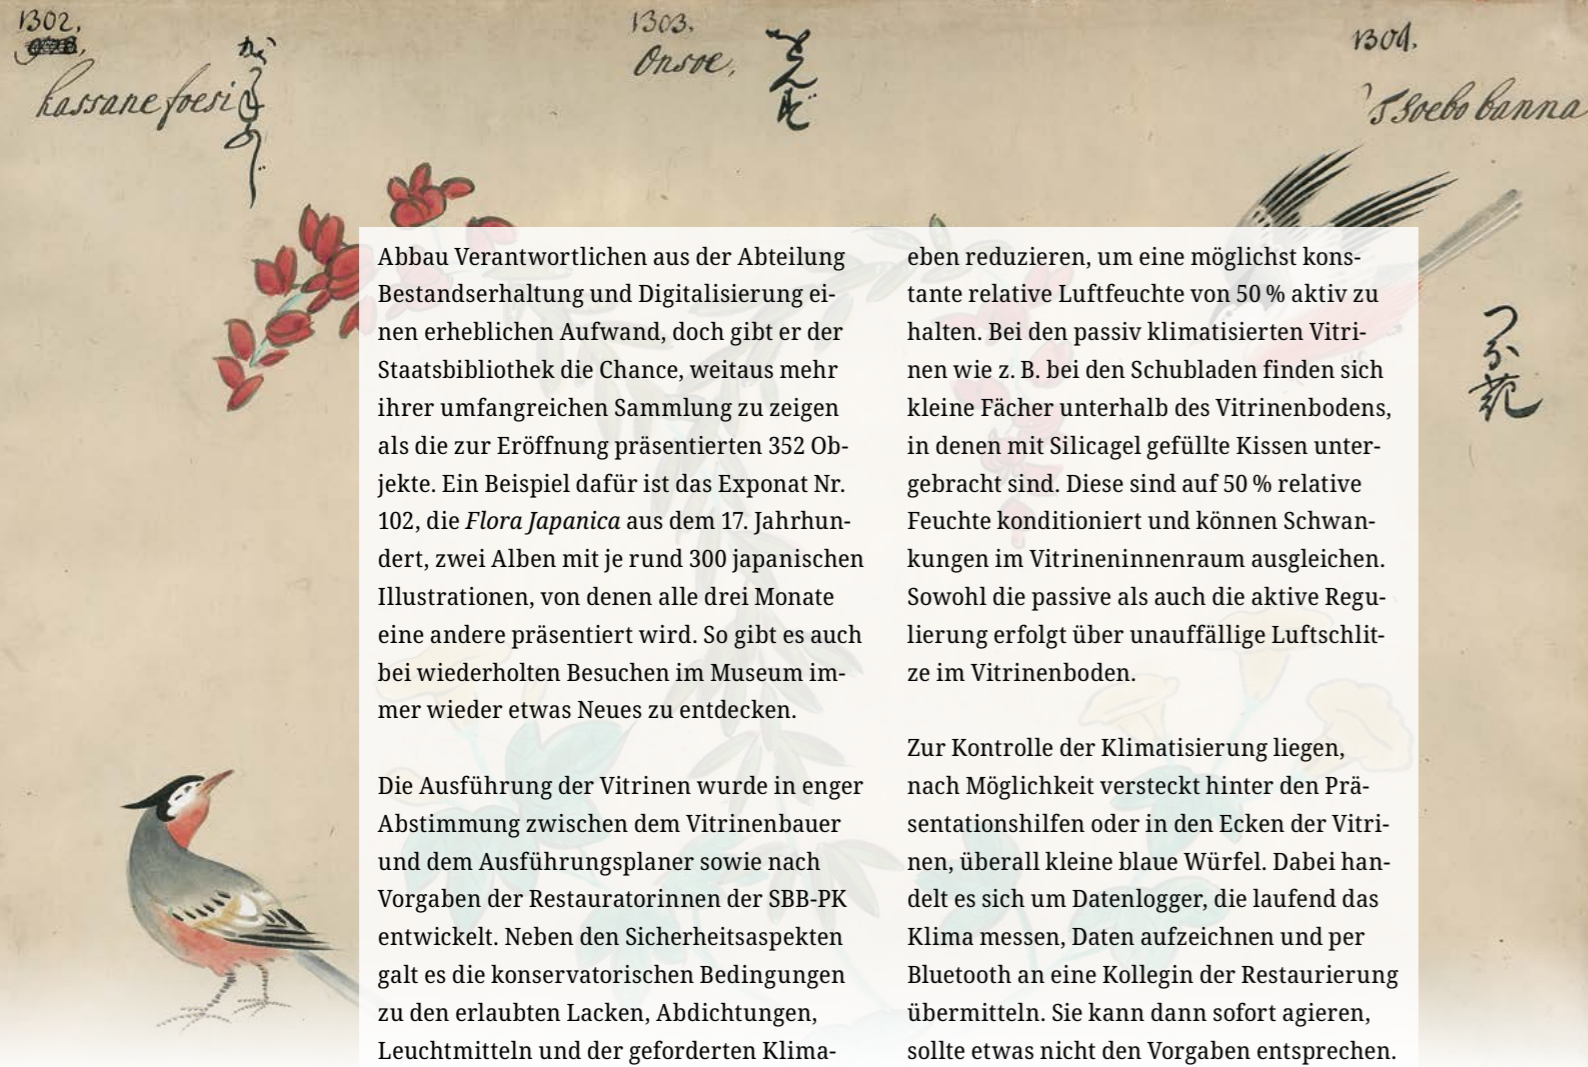 1302.
kassane foesi
がさゝのし
1303.
Onsoe,
1304.
Tsoebo banna
つゐ花
Abbau Verantwortlichen aus der Abteilung
Bestandserhaltung und Digitalisierung ei-
nen erheblichen Aufwand, doch gibt er der
Staatsbibliothek die Chance, weitaus mehr
ihrer umfangreichen Sammlung zu zeigen
als die zur Eröffnung präsentierten 352 Ob-
jekte. Ein Beispiel dafür ist das Exponat Nr.
102, die Flora Japanica aus dem 17. Jahrhun-
dert, zwei Alben mit je rund 300 japanischen
Illustrationen, von denen alle drei Monate
eine andere präsentiert wird. So gibt es auch
bei wiederholten Besuchen im Museum im-
mer wieder etwas Neues zu entdecken.
Die Ausführung der Vitrinen wurde in enger
Abstimmung zwischen dem Vitrinenbauer
und dem Ausführungsplaner sowie nach
Vorgaben der Restauratorinnen der SBB-PK
entwickelt. Neben den Sicherheitsaspekten
galt es die konservatorischen Bedingungen
zu den erlaubten Lacken, Abdichtungen,
Leuchtmitteln und der geforderten Klima-
eben reduzieren, um eine möglichst kons-
tante relative Luftfeuchte von 50 % aktiv zu
halten. Bei den passiv klimatisierten Vitri-
nen wie z. B. bei den Schubladen finden sich
kleine Fächer unterhalb des Vitrinenbodens,
in denen mit Silicagel gefüllte Kissen unter-
gebracht sind. Diese sind auf 50 % relative
Feuchte konditioniert und können Schwan-
kungen im Vitrineninnenraum ausgleichen.
Sowohl die passive als auch die aktive Regu-
lierung erfolgt über unauffällige Luftschlit-
ze im Vitrinenboden.
Zur Kontrolle der Klimatisierung liegen,
nach Möglichkeit versteckt hinter den Prä-
sentationshilfen oder in den Ecken der Vitri-
nen, überall kleine blaue Würfel. Dabei han-
delt es sich um Datenlogger, die laufend das
Klima messen, Daten aufzeichnen und per
Bluetooth an eine Kollegin der Restaurierung
übermitteln. Sie kann dann sofort agieren,
sollte etwas nicht den Vorgaben entsprechen.